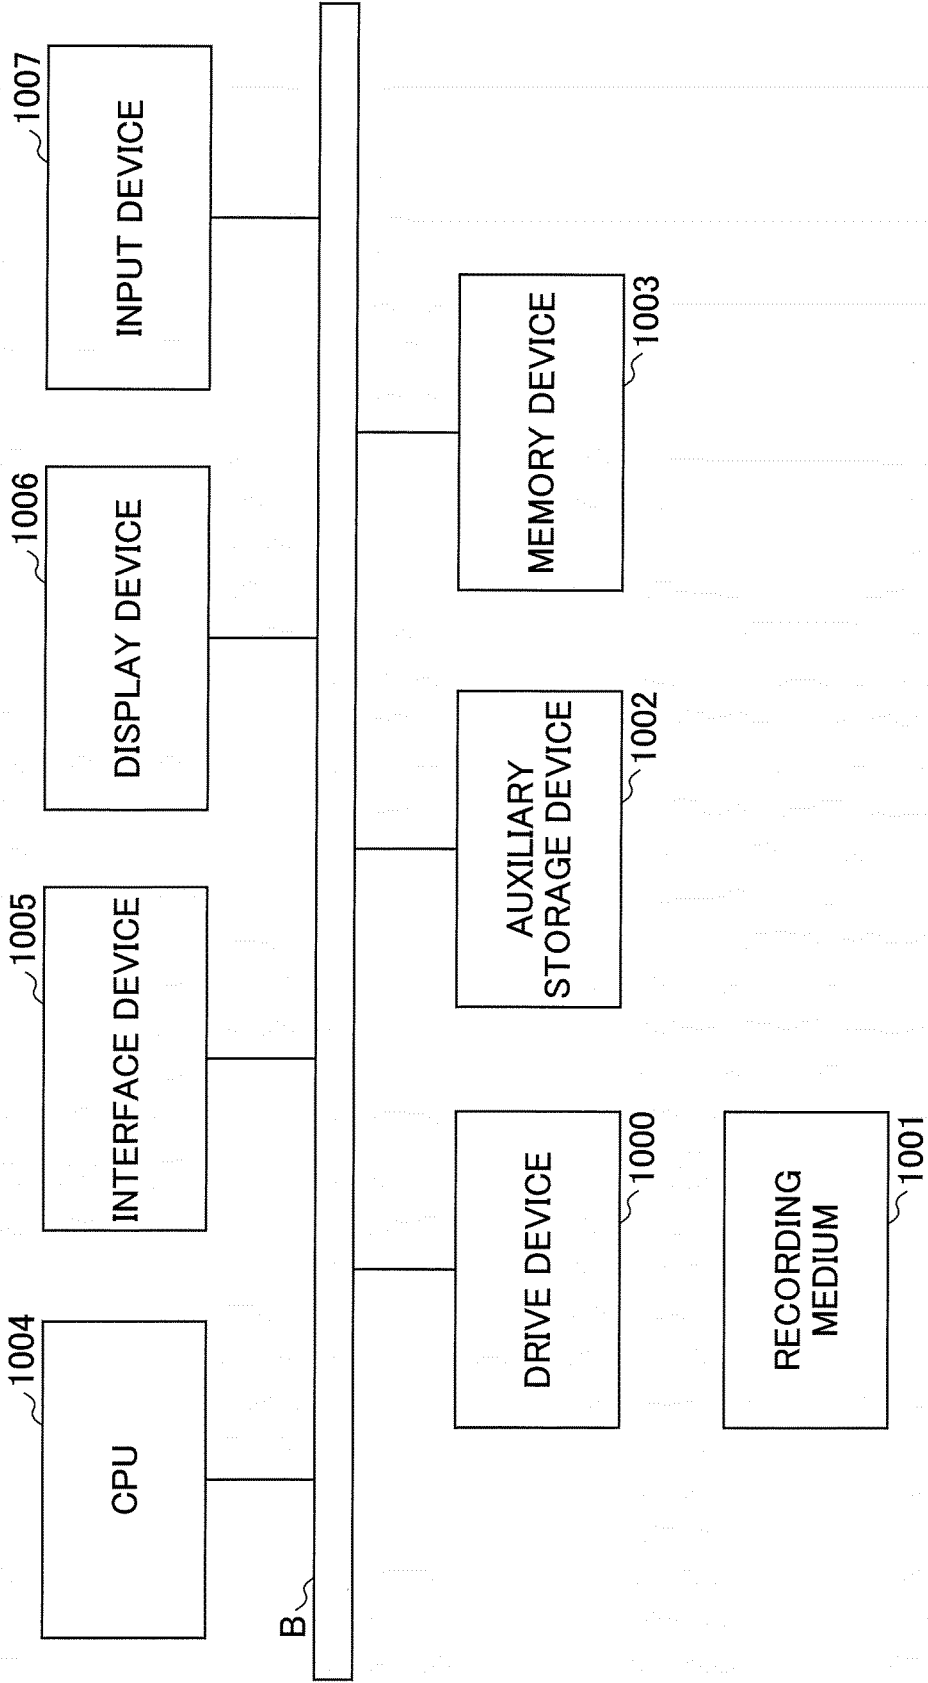 1004
CPU
1005
INTERFACE DEVICE
1006
DISPLAY DEVICE
1007
INPUT DEVICE
B
DRIVE DEVICE
1000
AUXILIARY
STORAGE DEVICE
1002
MEMORY DEVICE
1003
RECORDING
MEDIUM
1001